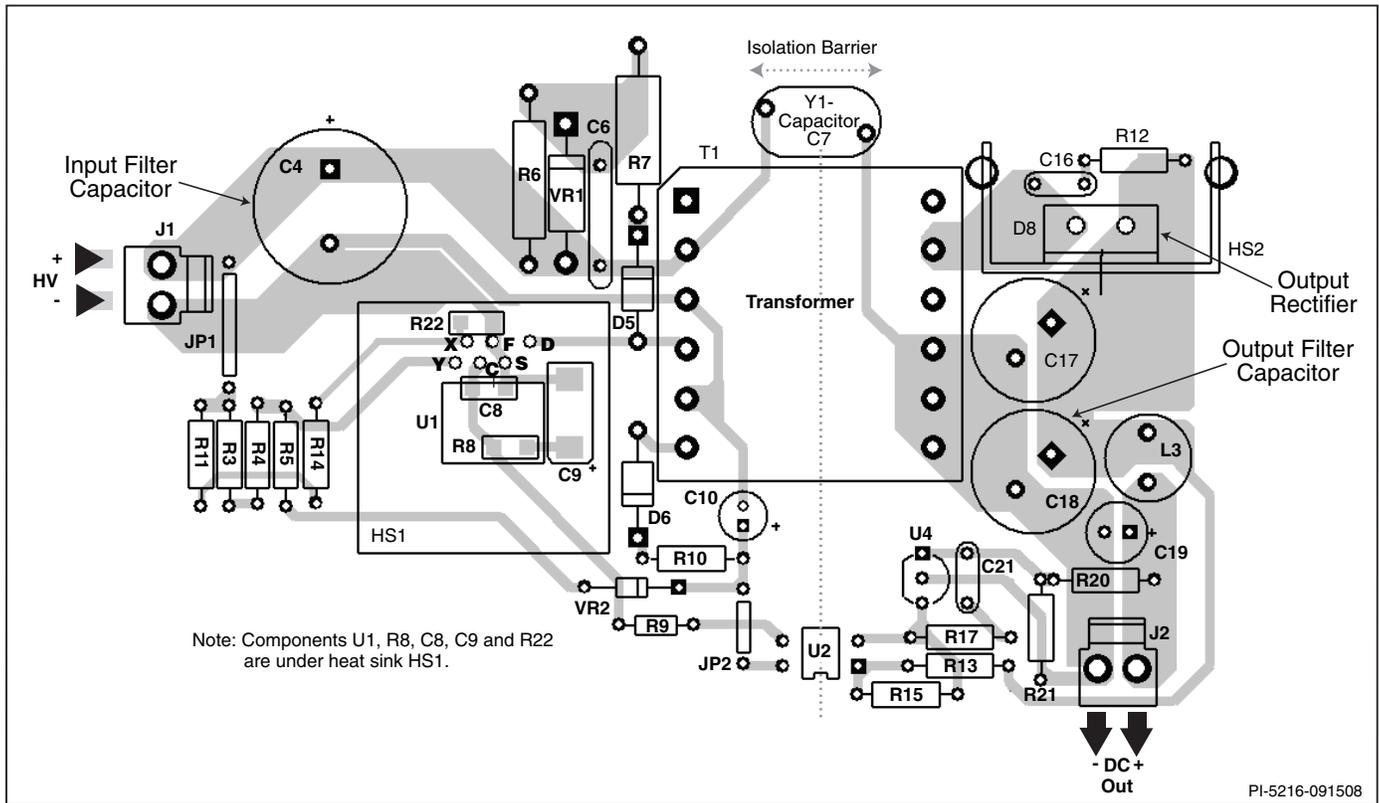 Isolation Barrier
Y1-
Capacitor
C7
+
C4
Input Filter
Capacitor
C6
R6
VR1
R7
T1
R12
C16
D8
HS2
Output
Rectifier
J1
+
HV
-
JP1
D5
Transformer
R22
X
F
D
Y
C
S
C8
U1
R8
C9
+
C17
Output Filter
Capacitor
C18
L3
R11
R3
R4
R5
R14
HS1
D6
C10
+
R10
U4
C21
C19
+
R20
VR2
R9
JP2
U2
R17
R13
R15
R21
J2
Note: Components U1, R8, C8, C9 and R22
are under heat sink HS1.
- DC +
Out
PI-5216-091508